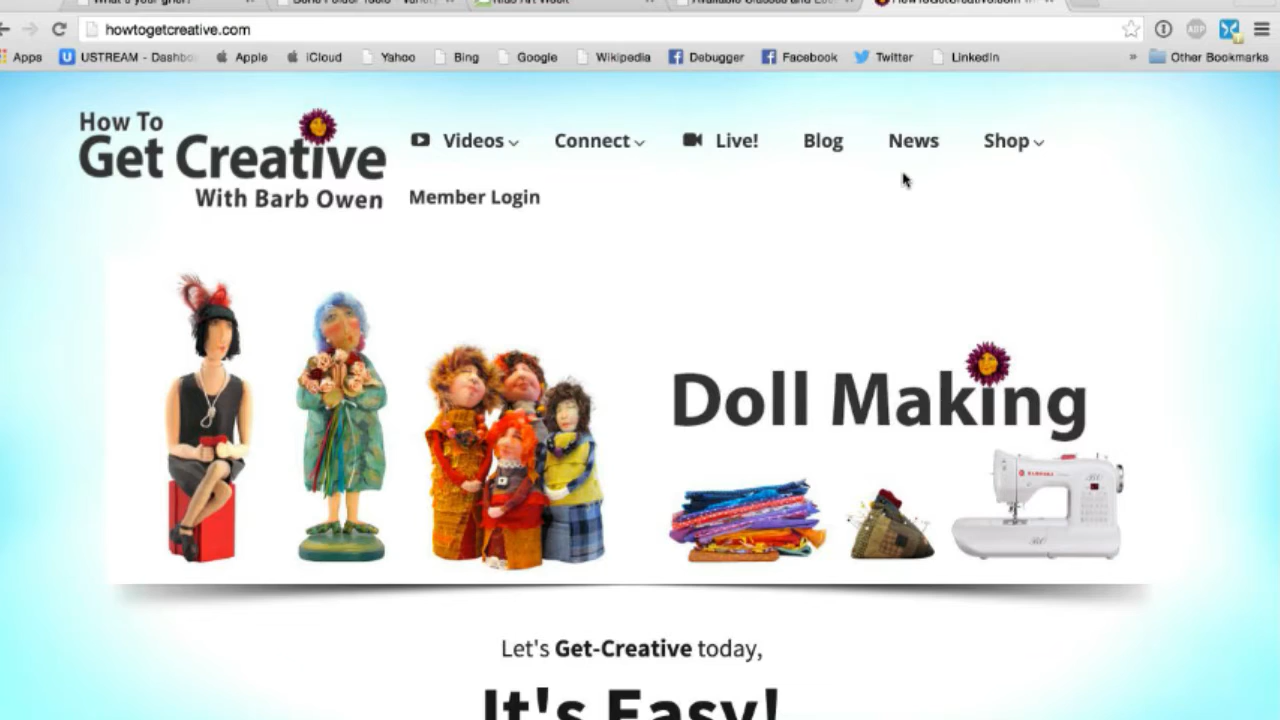 howtogetcreative.com
Apps USTREAM - Dashbo Apple iCloud Yahoo Bing Google Wikipedia Debugger Facebook Twitter LinkedIn » Other Bookmarks
How To
Get Creative
With Barb Owen
Videos Connect Live! Blog News Shop
Member Login
Doll Making
Let's Get-Creative today,
It's Easy!